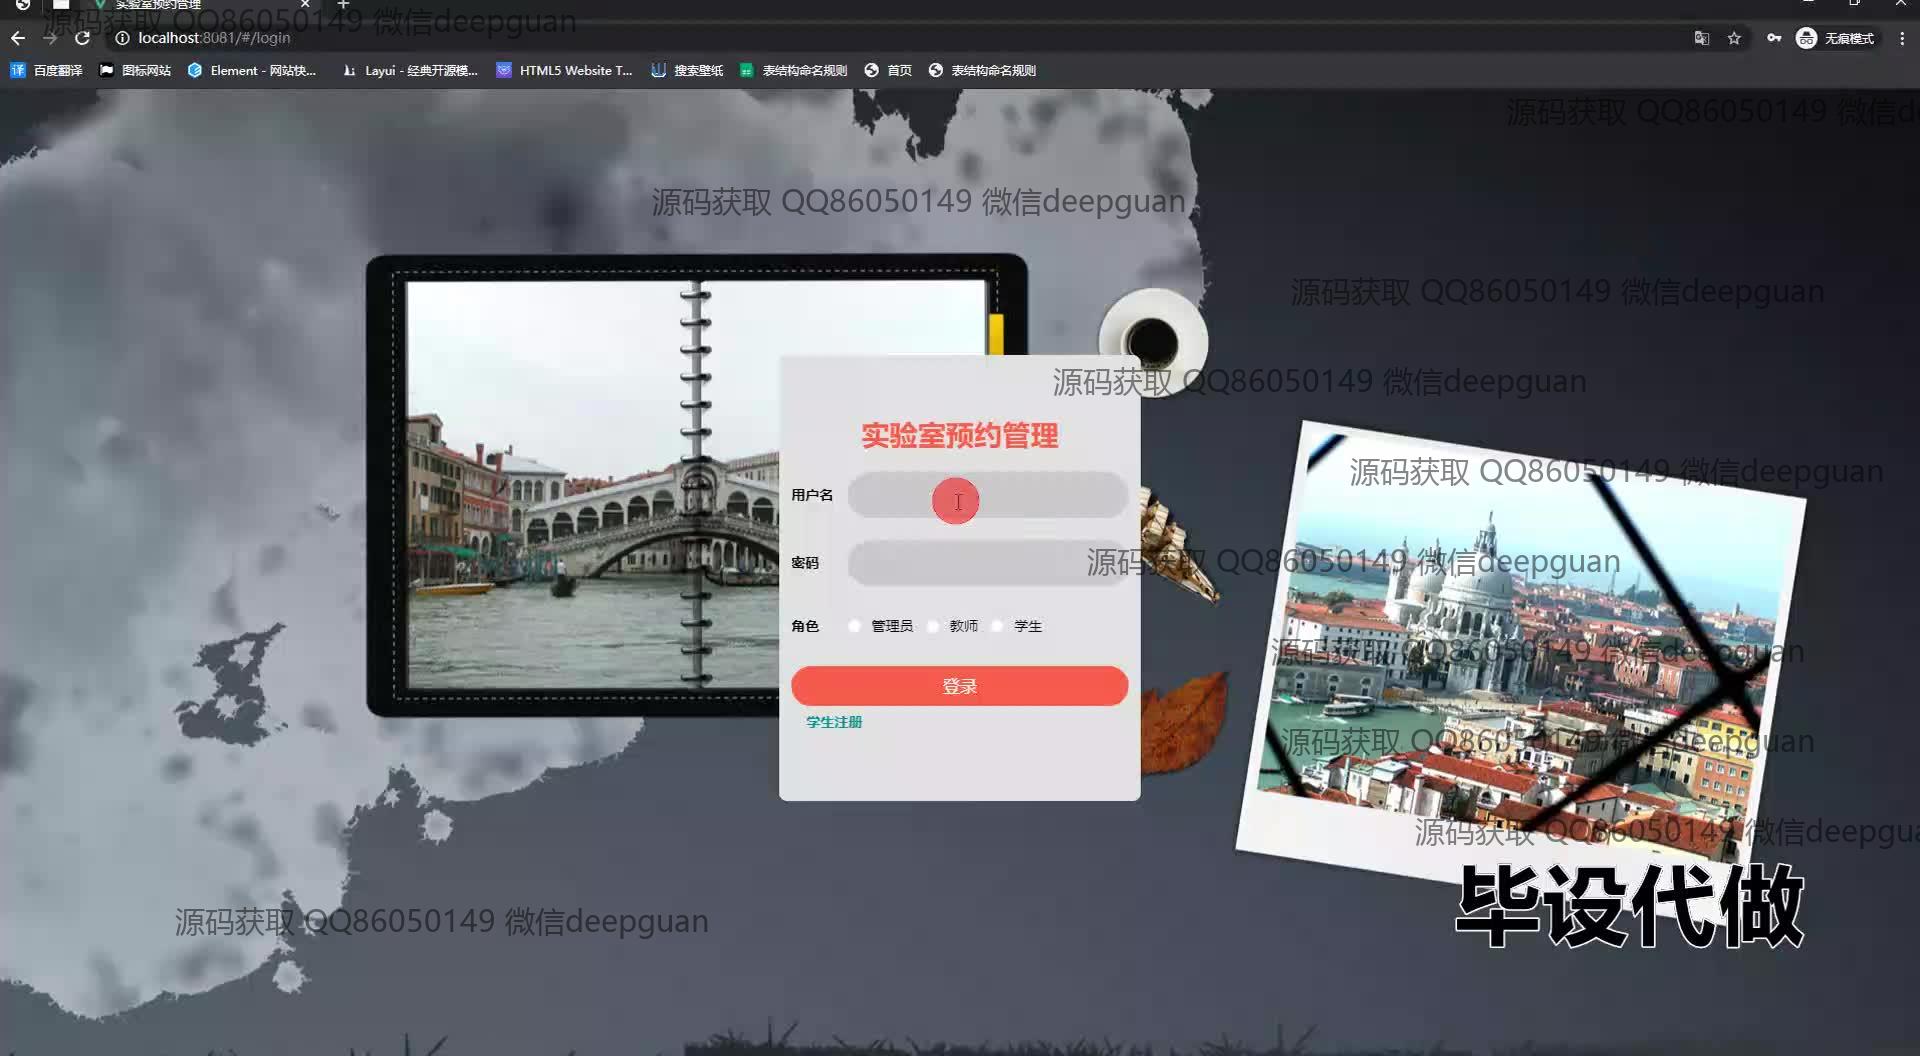 实验室预约管理
源码获取 QQ86050149 微信deepguan
localhost:8081/#/login
无痕模式
百度翻译
图标网站
Element - 网站快...
Layui - 经典开源模...
HTML5 Website T...
搜索壁纸
表结构命名规则
首页
表结构命名规则
源码获取 QQ86050149 微信de
源码获取 QQ86050149 微信deepguan
源码获取 QQ86050149 微信deepguan
源码获取 QQ86050149 微信deepguan
实验室预约管理
源码获取 QQ86050149 微信deepguan
用户名
密码
源码获取 QQ86050149 微信deepguan
角色 管理员 教师 学生
源码获取 QQ86050149 微信deepguan
登录
学生注册
源码获取 QQ86050149 微信deepguan
源码获取 QQ86050149 微信deepgua
毕设代做
源码获取 QQ86050149 微信deepguan